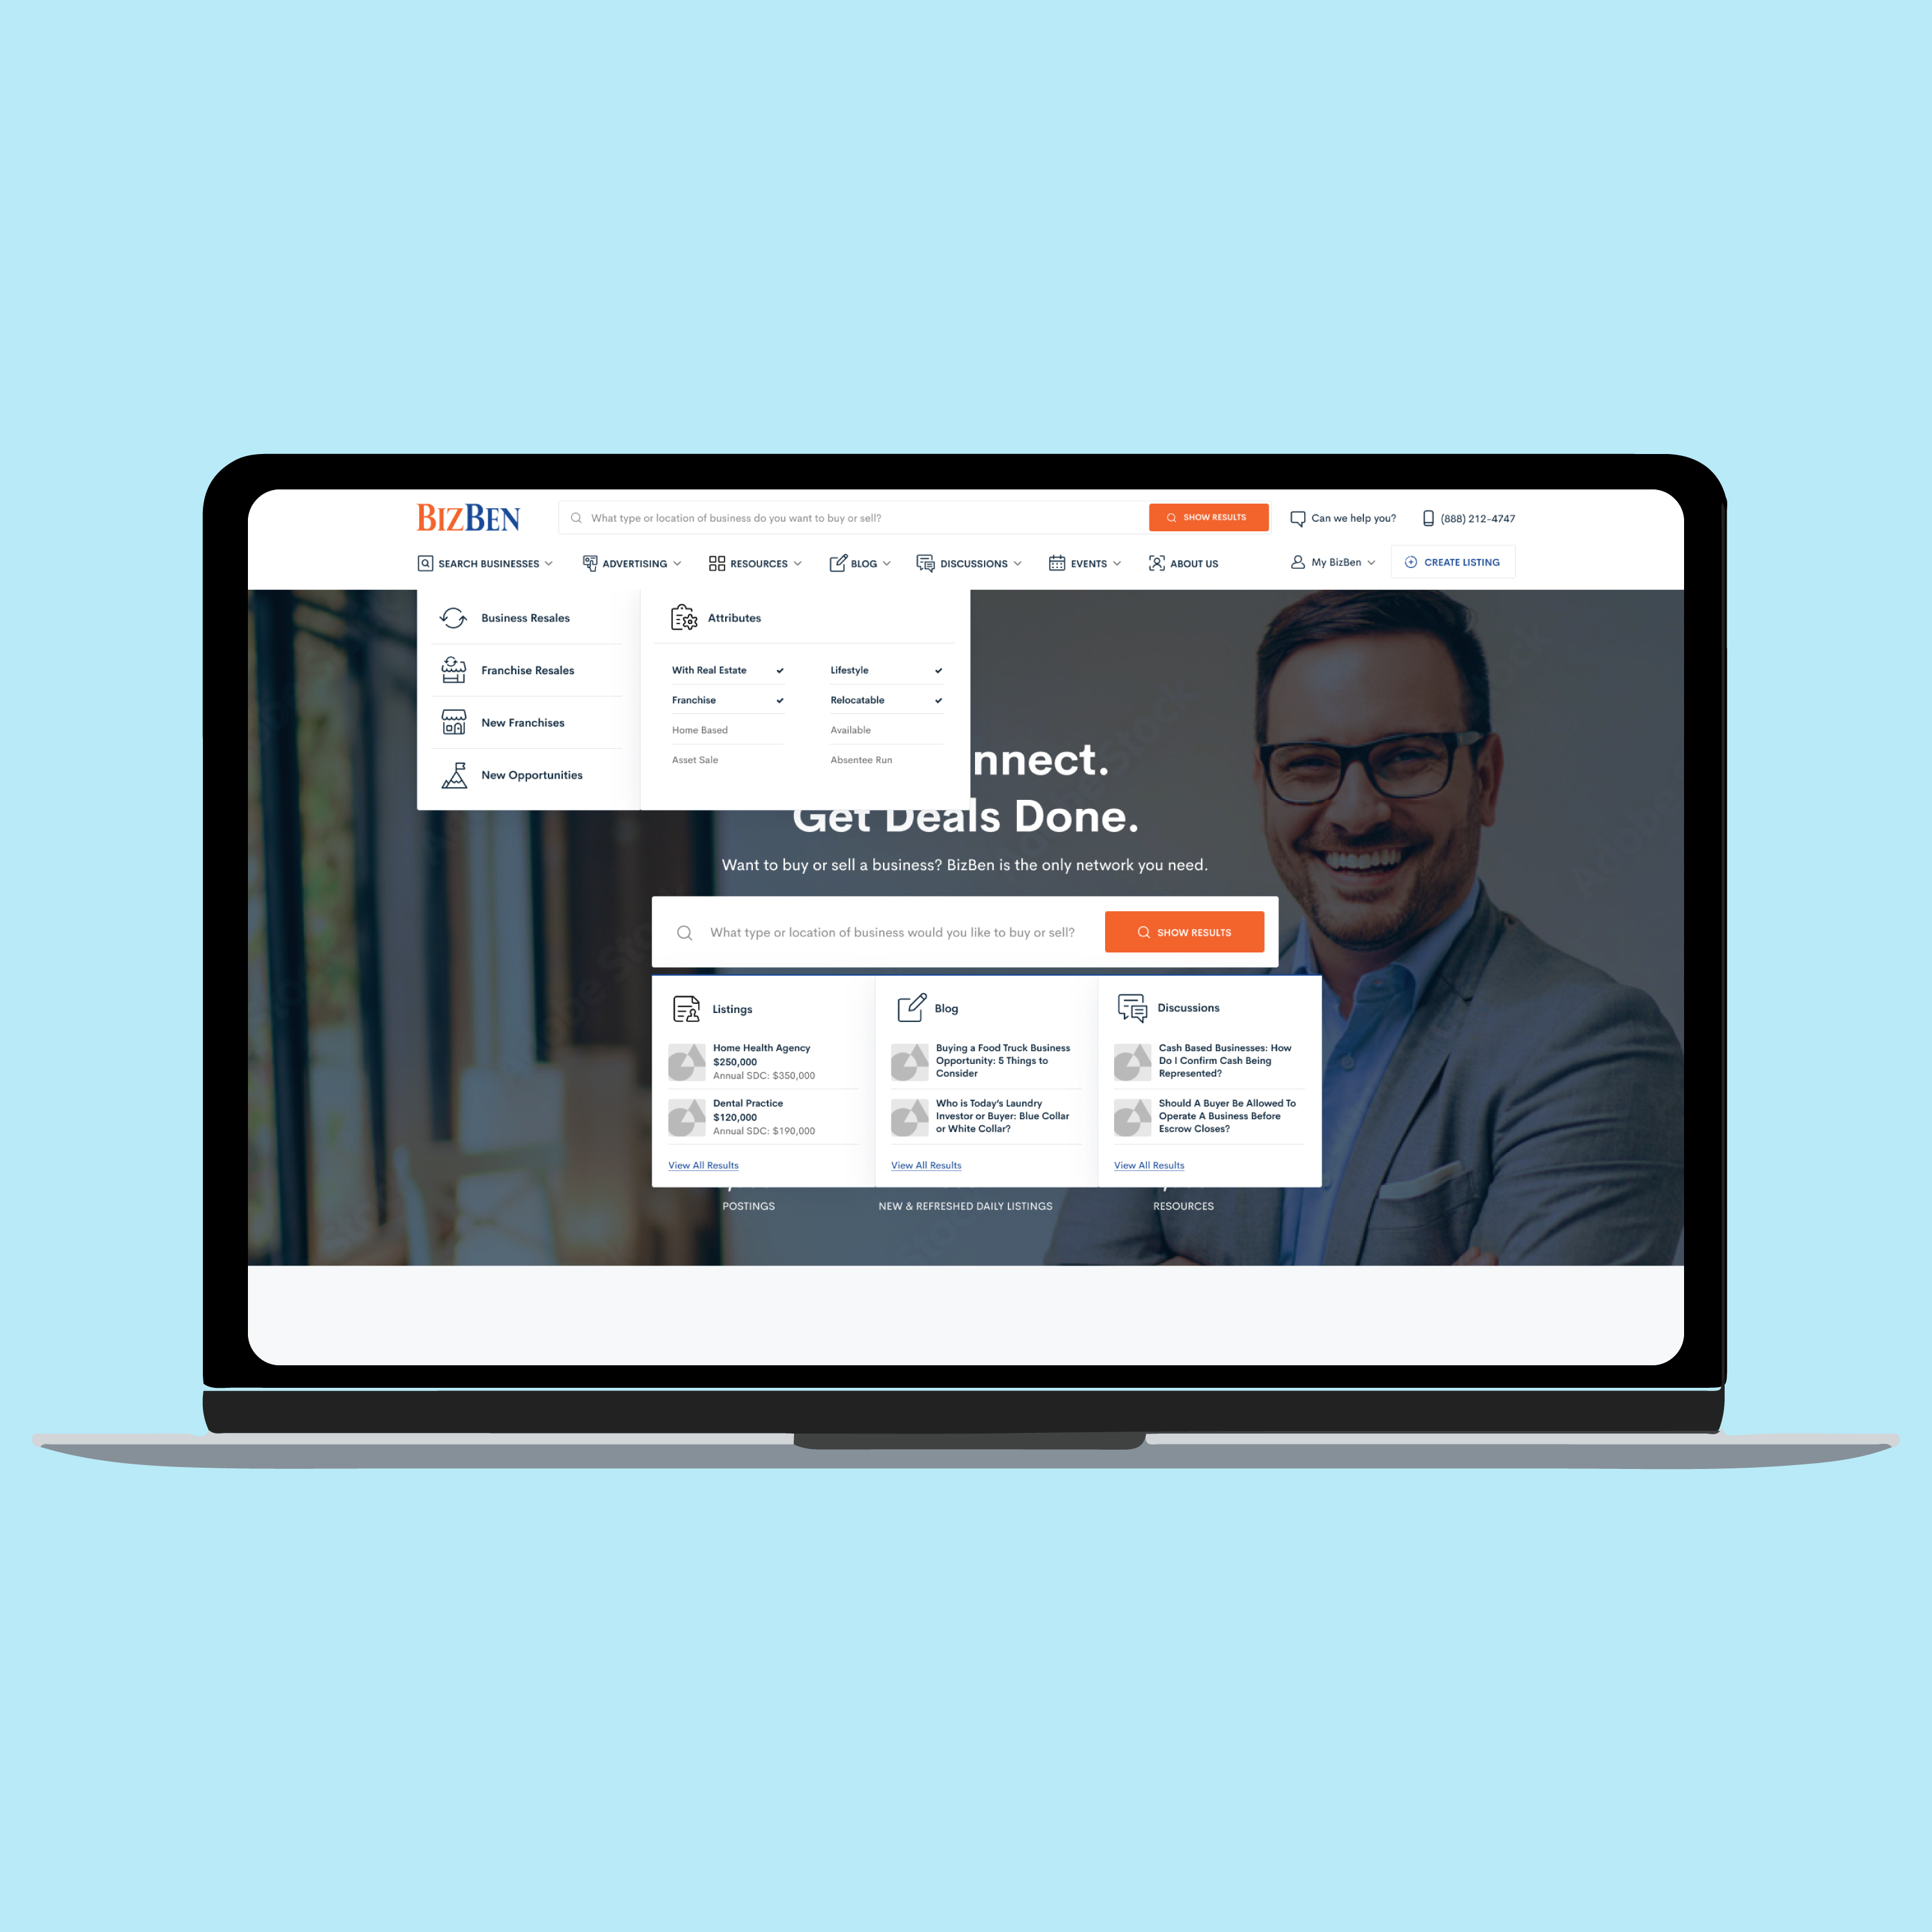 BIZBEN
What type or location of business do you want to buy or sell?
SHOW RESULTS
Can we help you?
(888) 212-4747
SEARCH BUSINESSES
ADVERTISING
RESOURCES
BLOG
DISCUSSIONS
EVENTS
ABOUT US
My BizBen
CREATE LISTING
Business Resales
Franchise Resales
New Franchises
New Opportunities
Attributes
With Real Estate
Lifestyle
Franchise
Relocatable
Home Based
Available
Asset Sale
Absentee Run
nnect.
Get Deals Done.
Want to buy or sell a business? BizBen is the only network you need.
What type or location of business would you like to buy or sell?
SHOW RESULTS
Listings
Home Health Agency
$250,000
Annual SDC: $350,000
Dental Practice
$120,000
Annual SDC: $190,000
View All Results
Blog
Buying a Food Truck Business
Opportunity: 5 Things to
Consider
Who is Today's Laundry
Investor or Buyer: Blue Collar
or White Collar?
View All Results
Discussions
Cash Based Businesses: How
Do I Confirm Cash Being
Represented?
Should A Buyer Be Allowed To
Operate A Business Before
Escrow Closes?
View All Results
POSTINGS
NEW & REFRESHED DAILY LISTINGS
RESOURCES